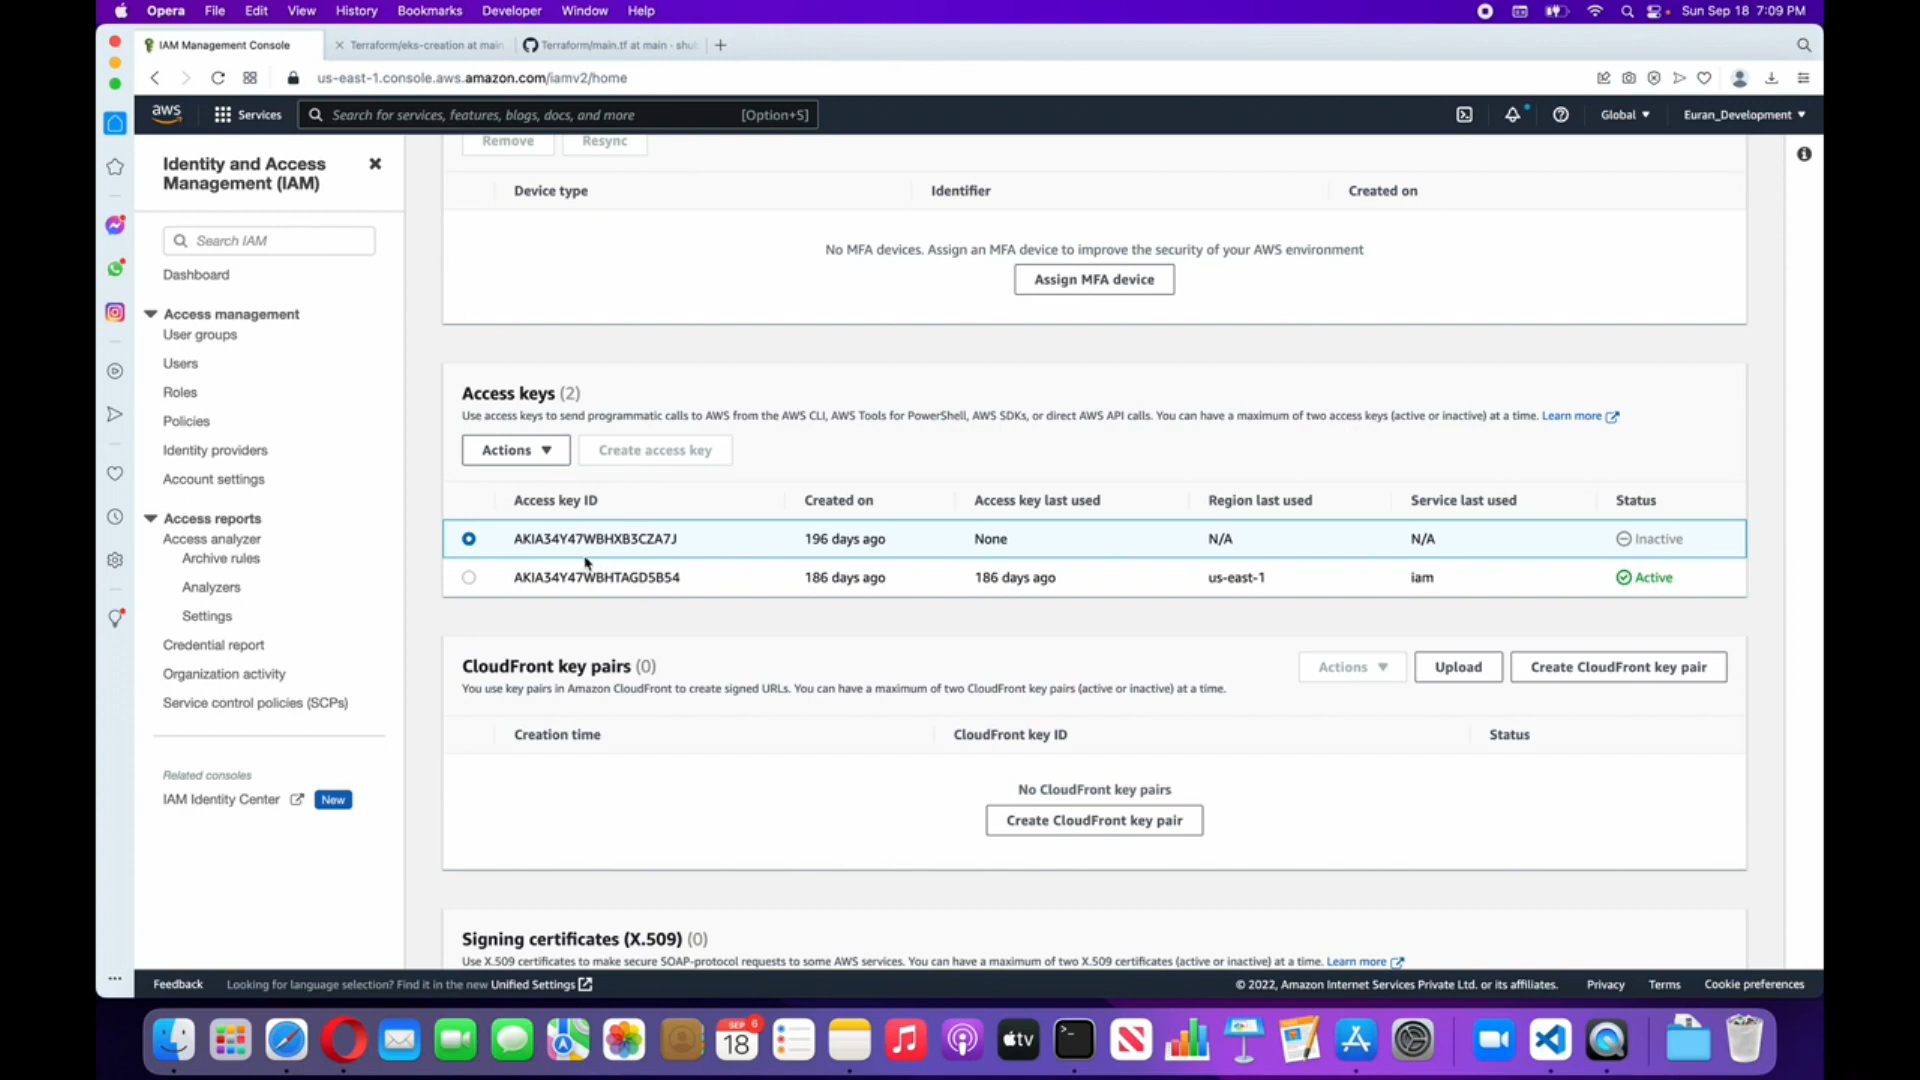 Opera File Edit View History Bookmarks Developer Window Help Sun Sep 18 7:09 PM
IAM Management Console Terraform/eks-creation at main Terraform/main.tf at main · shu
us-east-1.console.aws.amazon.com/iamv2/home
aws Services Search for services, features, blogs, docs, and more [Option+S] Global Euran_Development
Identity and Access
Management (IAM)
Search IAM
Dashboard
Access management
User groups
Users
Roles
Policies
Identity providers
Account settings
Access reports
Access analyzer
Archive rules
Analyzers
Settings
Credential report
Organization activity
Service control policies (SCPs)
Related consoles
IAM Identity Center New
Remove Resync
Device type Identifier Created on
No MFA devices. Assign an MFA device to improve the security of your AWS environment
Assign MFA device
Access keys (2)
Use access keys to send programmatic calls to AWS from the AWS CLI, AWS Tools for PowerShell, AWS SDKs, or direct AWS API calls. You can have a maximum of two access keys (active or inactive) at a time. Learn more
Actions Create access key
Access key ID Created on Access key last used Region last used Service last used Status
AKIA34Y47WBHXB3CZA7J 196 days ago None N/A N/A Inactive
AKIA34Y47WBHTAGD5B54 186 days ago 186 days ago us-east-1 iam Active
CloudFront key pairs (0) Actions Upload Create CloudFront key pair
You use key pairs in Amazon CloudFront to create signed URLs. You can have a maximum of two CloudFront key pairs (active or inactive) at a time.
Creation time CloudFront key ID Status
No CloudFront key pairs
Create CloudFront key pair
Signing certificates (X.509) (0)
Use X.509 certificates to make secure SOAP-protocol requests to some AWS services. You can have a maximum of two X.509 certificates (active or inactive) at a time. Learn more
Feedback Looking for language selection? Find it in the new Unified Settings © 2022, Amazon Internet Services Private Ltd. or its affiliates. Privacy Terms Cookie preferences
SEP 6
18
tv